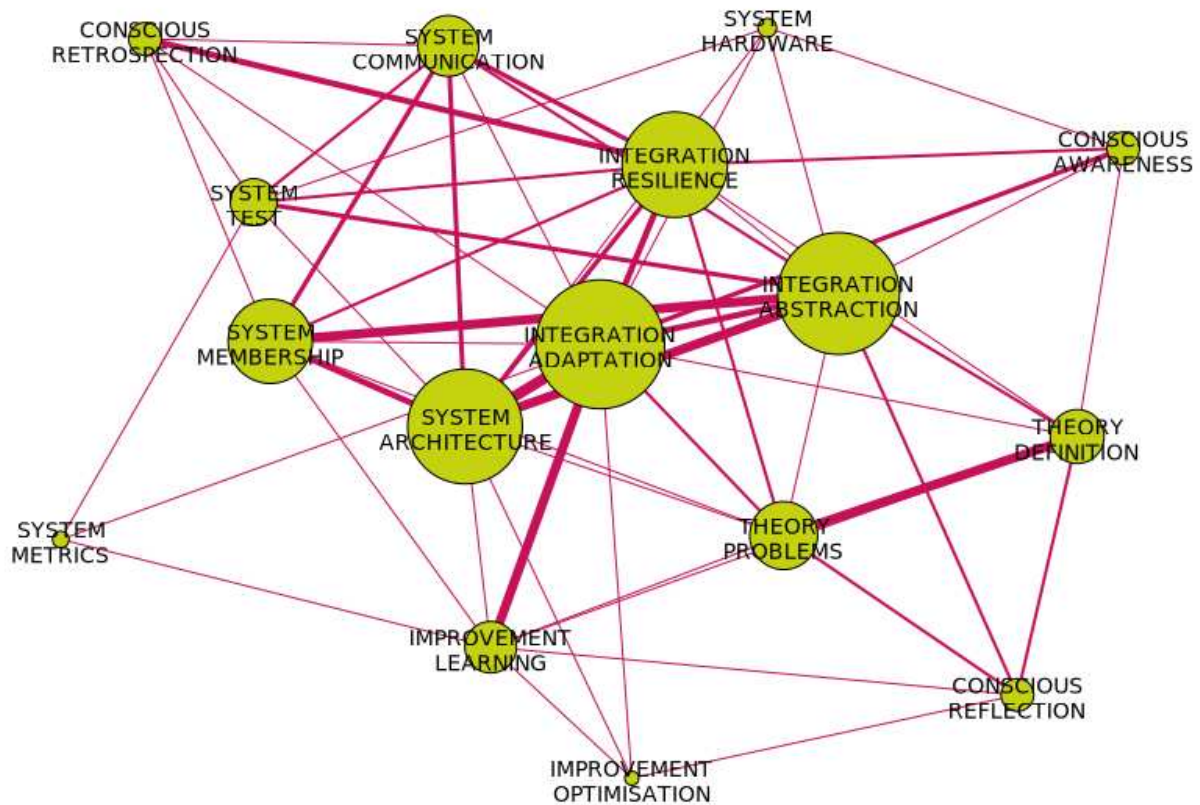 CONSCIOUS
RETROSPECTION
SYSTEM
COMMUNICATION
SYSTEM
HARDWARE
CONSCIOUS
AWARENESS
INTEGRATION
RESILIENCE
SYSTEM
TEST
INTEGRATION
ABSTRACTION
SYSTEM
MEMBERSHIP
INTEGRATION
ADAPTATION
SYSTEM
ARCHITECTURE
THEORY
DEFINITION
SYSTEM
METRICS
THEORY
PROBLEMS
IMPROVEMENT
LEARNING
CONSCIOUS
REFLECTION
IMPROVEMENT
OPTIMISATION